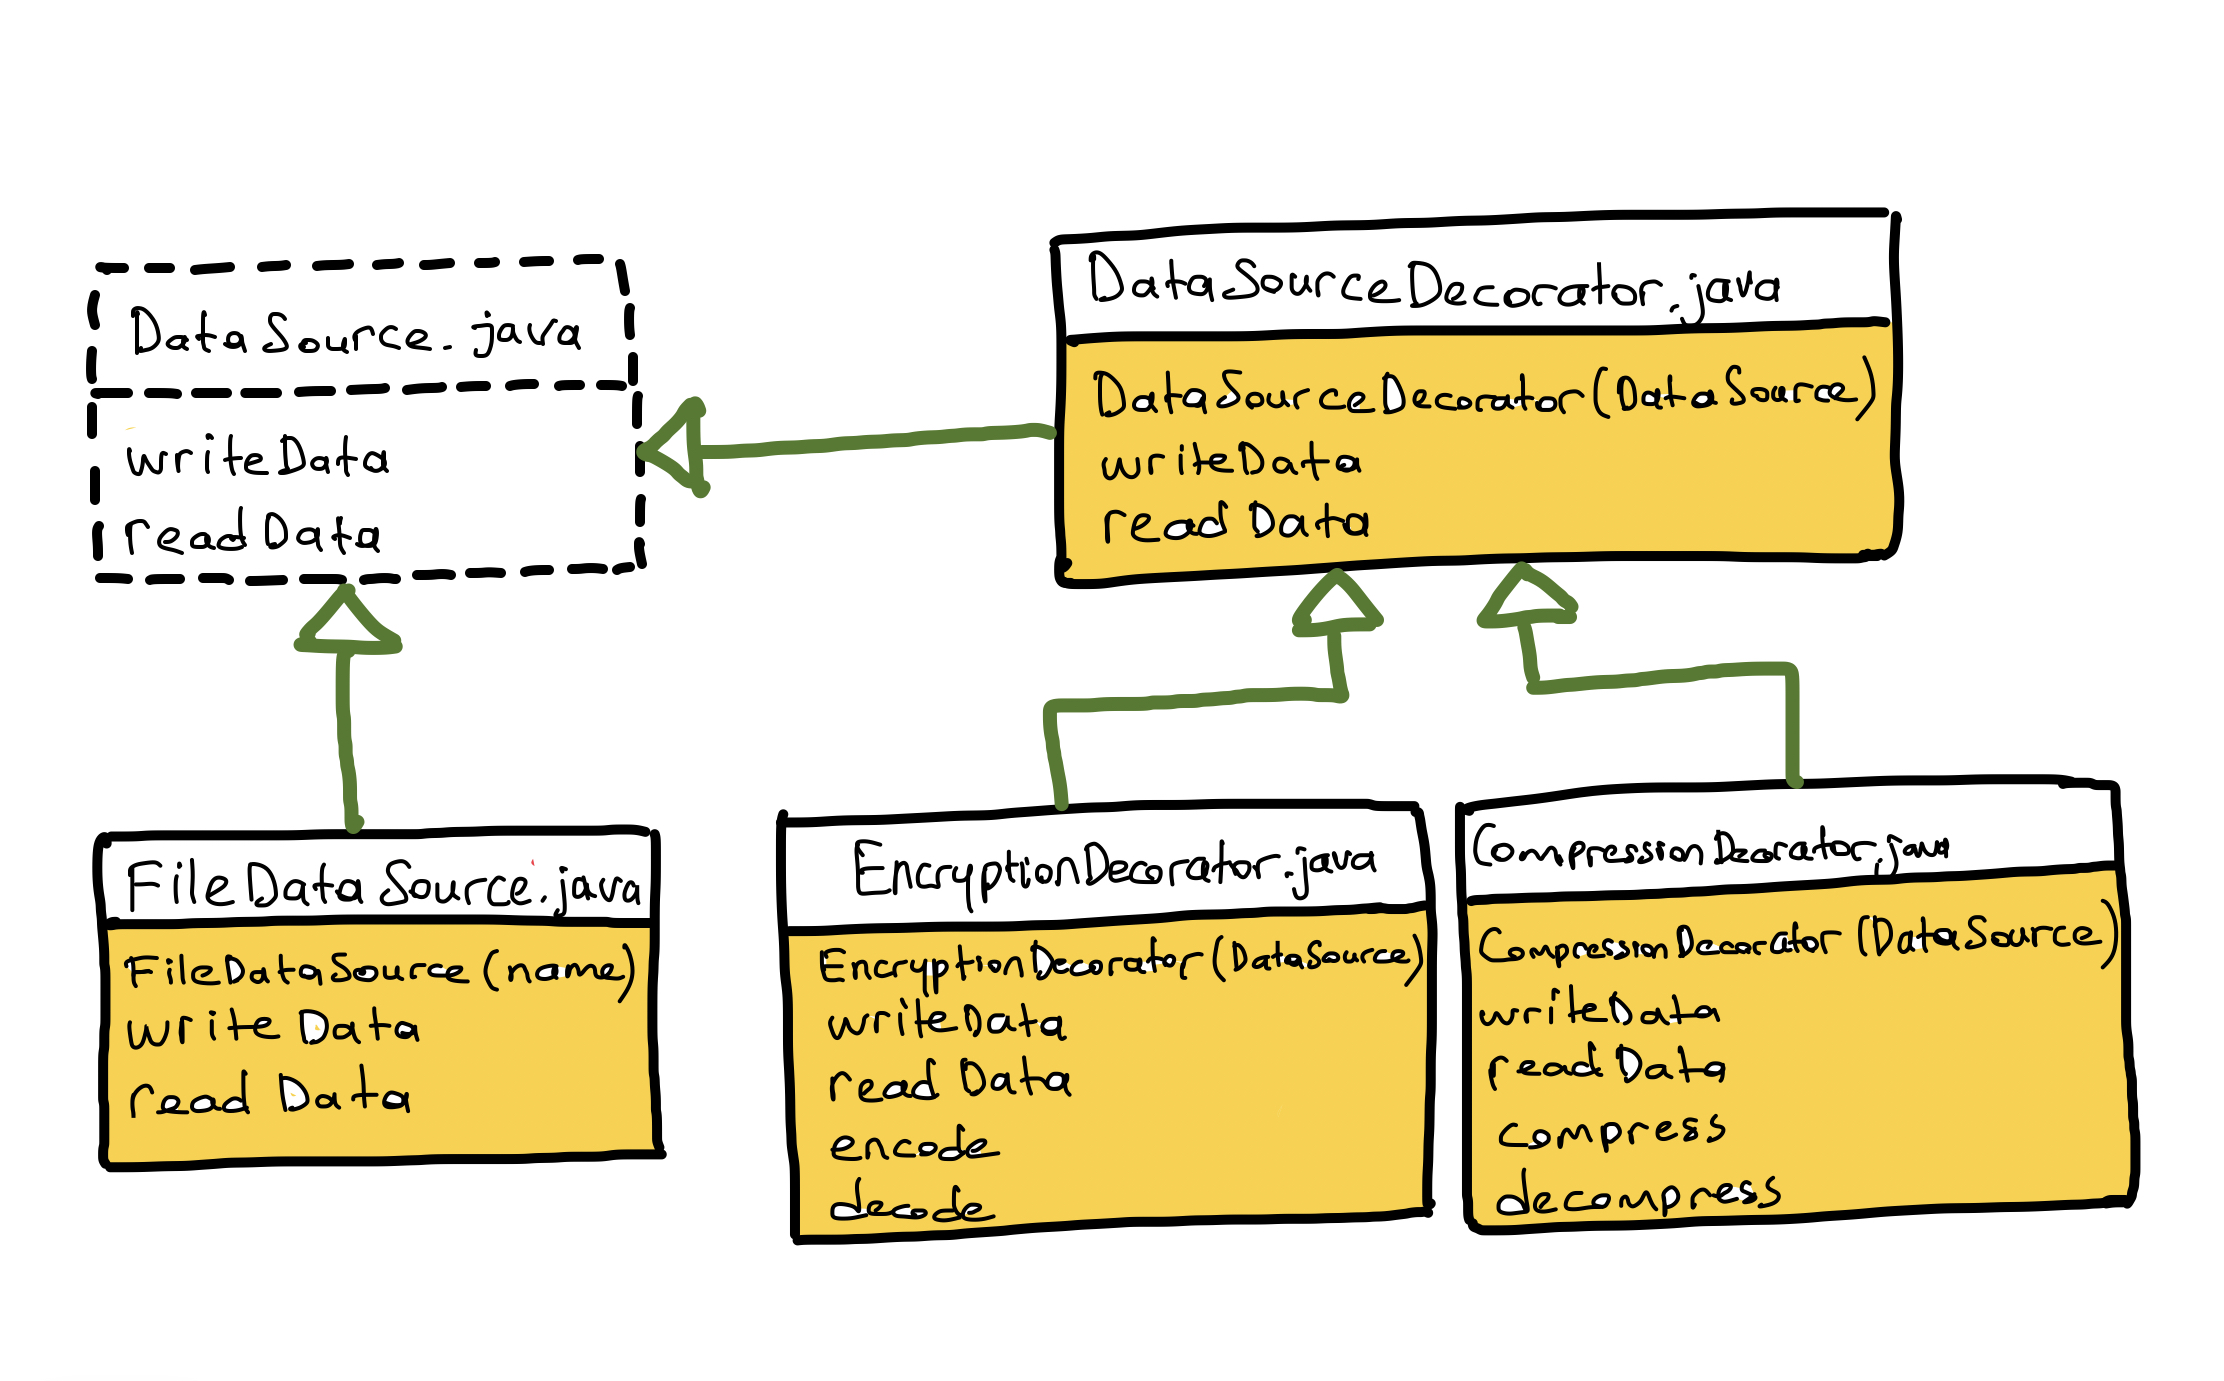 DataSource.java
writeData
readData
DataSourceDecorator.java
DataSourceDecorator(DataSource)
writeData
readData
FileDataSource.java
FileDataSource(name)
writeData
readData
EncryptionDecorator.java
EncryptionDecorator(DataSource)
writeData
readData
encode
decode
CompressionDecorator.java
CompressionDecorator(DataSource)
writeData
readData
compress
decompress